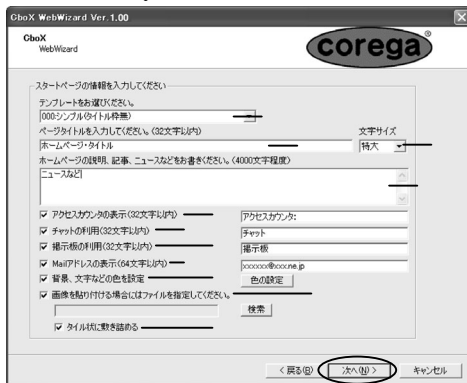 CboX WebWizard Ver.1.00
CboX
WebWizard
corega®
スタートページの情報を入力してください
テンプレートをお選びください。
000:シンプル(タイトル枠無)
ページタイトルを入力してください。(32文字以内)
文字サイズ
ホームページ・タイトル
特大
ホームページの説明、記事、ニュースなどをお書きください。(4000文字程度)
ニュースなど
アクセスカウンタの表示(32文字以内)
アクセスカウンタ:
チャットの利用(32文字以内)
チャット
掲示板の利用(32文字以内)
掲示板
Mailアドレスの表示(64文字以内)
xxxxxx@xxx.ne.jp
背景、文字などの色を設定
色の設定
画像を貼り付ける場合にはファイルを指定してください。
検索
タイル状に敷き詰める
< 戻る(B)
次へ(N) >
キャンセル